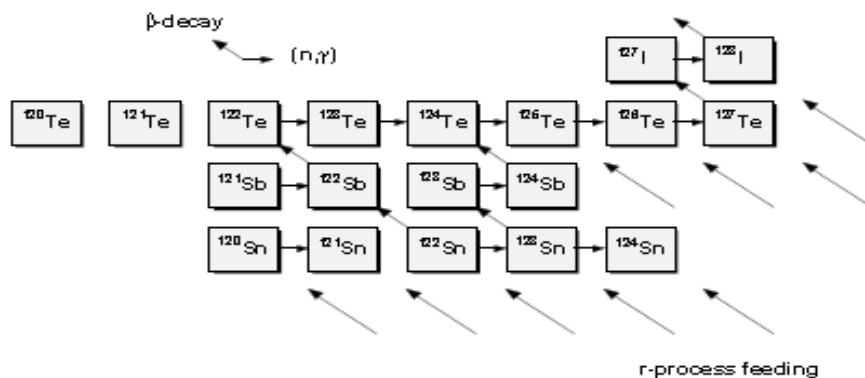 β-decay
(n,γ)
¹²⁷I ¹²⁸I
¹²⁰Te ¹²¹Te ¹²²Te ¹²³Te ¹²⁴Te ¹²⁵Te ¹²⁶Te ¹²⁷Te
¹²¹Sb ¹²²Sb ¹²³Sb ¹²⁴Sb
¹²⁰Sn ¹²¹Sn ¹²²Sn ¹²³Sn ¹²⁴Sn
r-process feeding